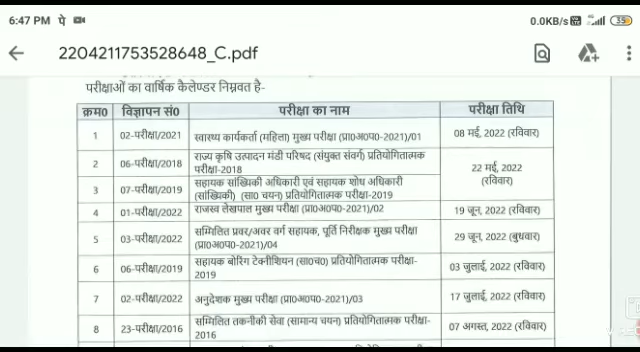 6:47 PM पे
0.0KB/s 4G 35
2204211753528648_C.pdf
परीक्षाओं का वार्षिक कैलेण्डर निम्नवत है-
क्रम0 विज्ञापन सं0 परीक्षा का नाम परीक्षा तिथि
1 02-परीक्षा/2021 स्वास्थ्य कार्यकर्ता (महिला) मुख्य परीक्षा (प्रा0अ0प0-2021)/01 08 मई, 2022 (रविवार)
2 06-परीक्षा/2018 राज्य कृषि उत्पादन मंडी परिषद (संयुक्त संवर्ग) प्रतियोगितात्मक
परीक्षा-2018
22 मई, 2022
(रविवार)
3 07-परीक्षा/2019 सहायक सांख्यिकी अधिकारी एवं सहायक शोध अधिकारी
(सांख्यिकी) (सा0 चयन) प्रतियोगितात्मक परीक्षा-2019
4 01-परीक्षा/2022 राजस्व लेखपाल मुख्य परीक्षा (प्रा0अ0प0-2021)/02 19 जून, 2022 (रविवार)
5 03-परीक्षा/2022 सम्मिलित प्रवर/अवर वर्ग सहायक, पूर्ति निरीक्षक मुख्य परीक्षा
(प्रा0अ0प0-2021)/04
29 जून, 2022 (बुधवार)
6 06-परीक्षा/2019 सहायक बोरिंग टेक्नीशियन (सा0च0) प्रतियोगितात्मक परीक्षा-
2019
03 जुलाई, 2022 (रविवार)
7 02-परीक्षा/2022 अनुदेशक मुख्य परीक्षा (प्रा0अ0प0-2021)/03 17 जुलाई, 2022 (रविवार)
8 23-परीक्षा/2016 सम्मिलित तकनीकी सेवा (सामान्य चयन) प्रतियोगितात्मक परीक्षा-
2016
07 अगस्त, 2022 (रविवार)